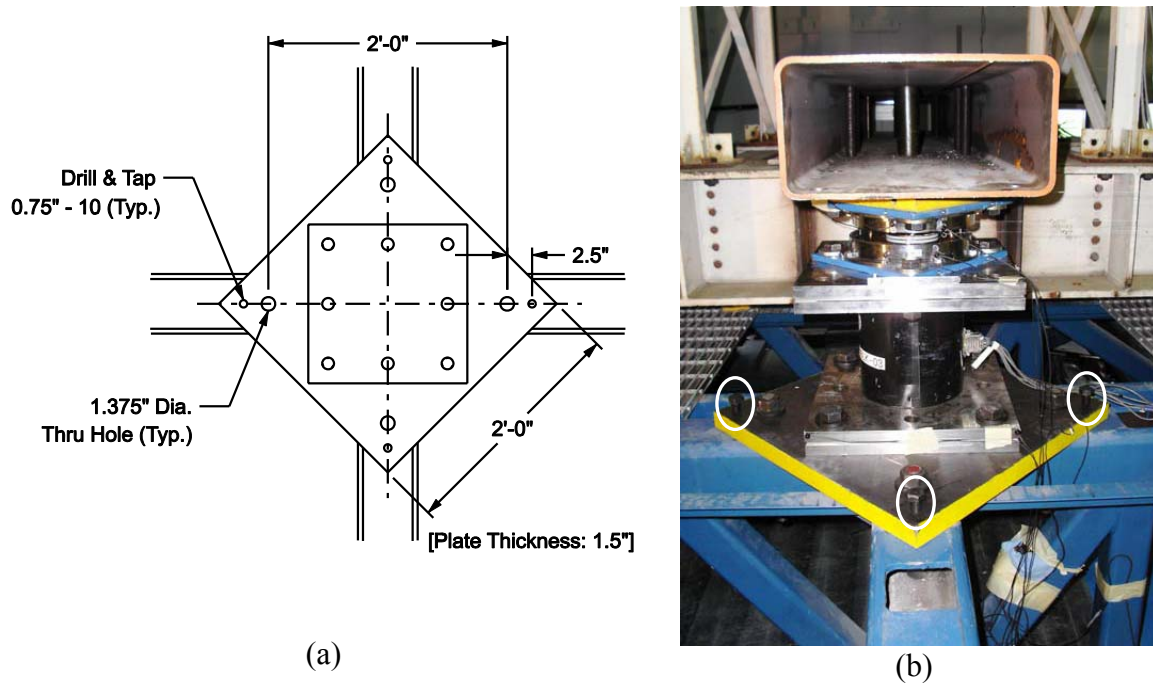 2'-0"
Drill & Tap
0.75" - 10 (Typ.)
2.5"
1.375" Dia.
Thru Hole (Typ.)
2'-0"
[Plate Thickness: 1.5"]
(a)
(b)